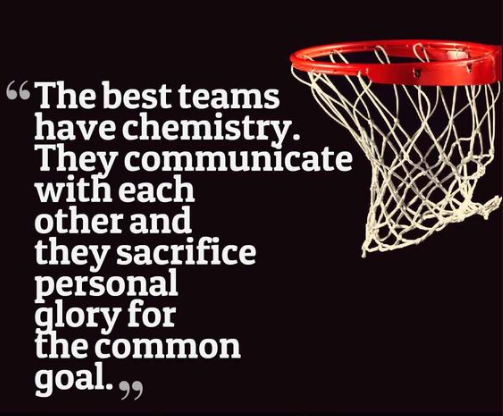 “The best teams
have chemistry.
They communicate
with each
other and
they sacrifice
personal
glory for
the common
goal.”